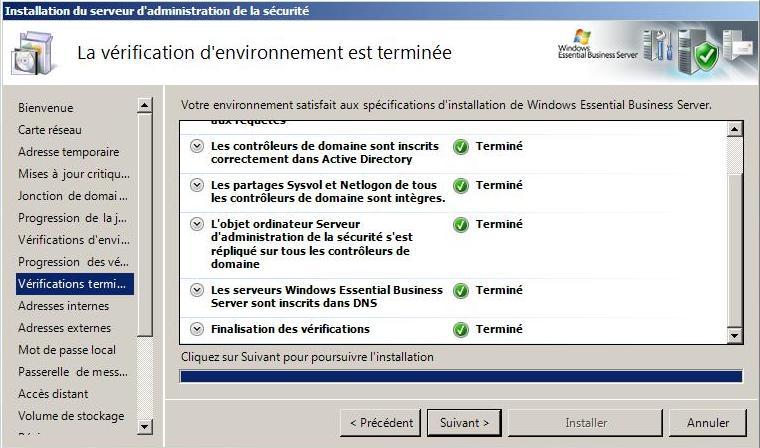 Installation du serveur d'administration de la sécurité
La vérification d'environnement est terminée
Windows
Essential Business Server
Bienvenue
Carte réseau
Adresse temporaire
Mises à jour critiqu...
Jonction de domai...
Progression de la j...
Vérifications d'envi...
Progression des vé...
Vérifications termi...
Adresses internes
Adresses externes
Mot de passe local
Passerelle de mess...
Accès distant
Volume de stockage
Votre environnement satisfait aux spécifications d'installation de Windows Essential Business Server.
aux requêtes
Les contrôleurs de domaine sont inscrits
correctement dans Active Directory
Terminé
Les partages Sysvol et Netlogon de tous
les contrôleurs de domaine sont intègres.
Terminé
L'objet ordinateur Serveur
d'administration de la sécurité s'est
répliqué sur tous les contrôleurs de
domaine
Terminé
Les serveurs Windows Essential Business
Server sont inscrits dans DNS
Terminé
Finalisation des vérifications
Terminé
Cliquez sur Suivant pour poursuivre l'installation
< Précédent
Suivant >
Installer
Annuler